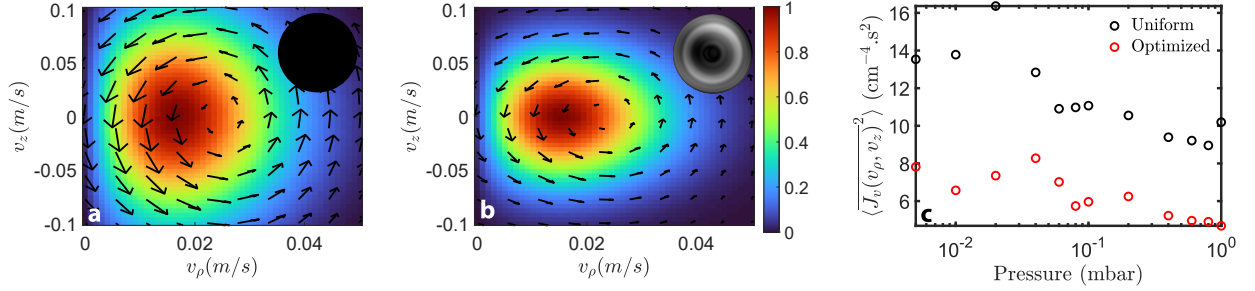 0.1
0.05
0
-0.05
-0.1
v_z(m/s)
a
0
0.02
0.04
v_ρ(m/s)
0.1
0.05
0
-0.05
-0.1
v_z(m/s)
b
0
0.02
0.04
v_ρ(m/s)
1
0.8
0.6
0.4
0.2
0
16
14
12
10
8
6
⟨\overline{J_v(v_ρ, v_z)^2}⟩ (cm^{-4}.s^2)
Uniform
Optimized
c
10^{-2}
10^{-1}
10^0
Pressure (mbar)